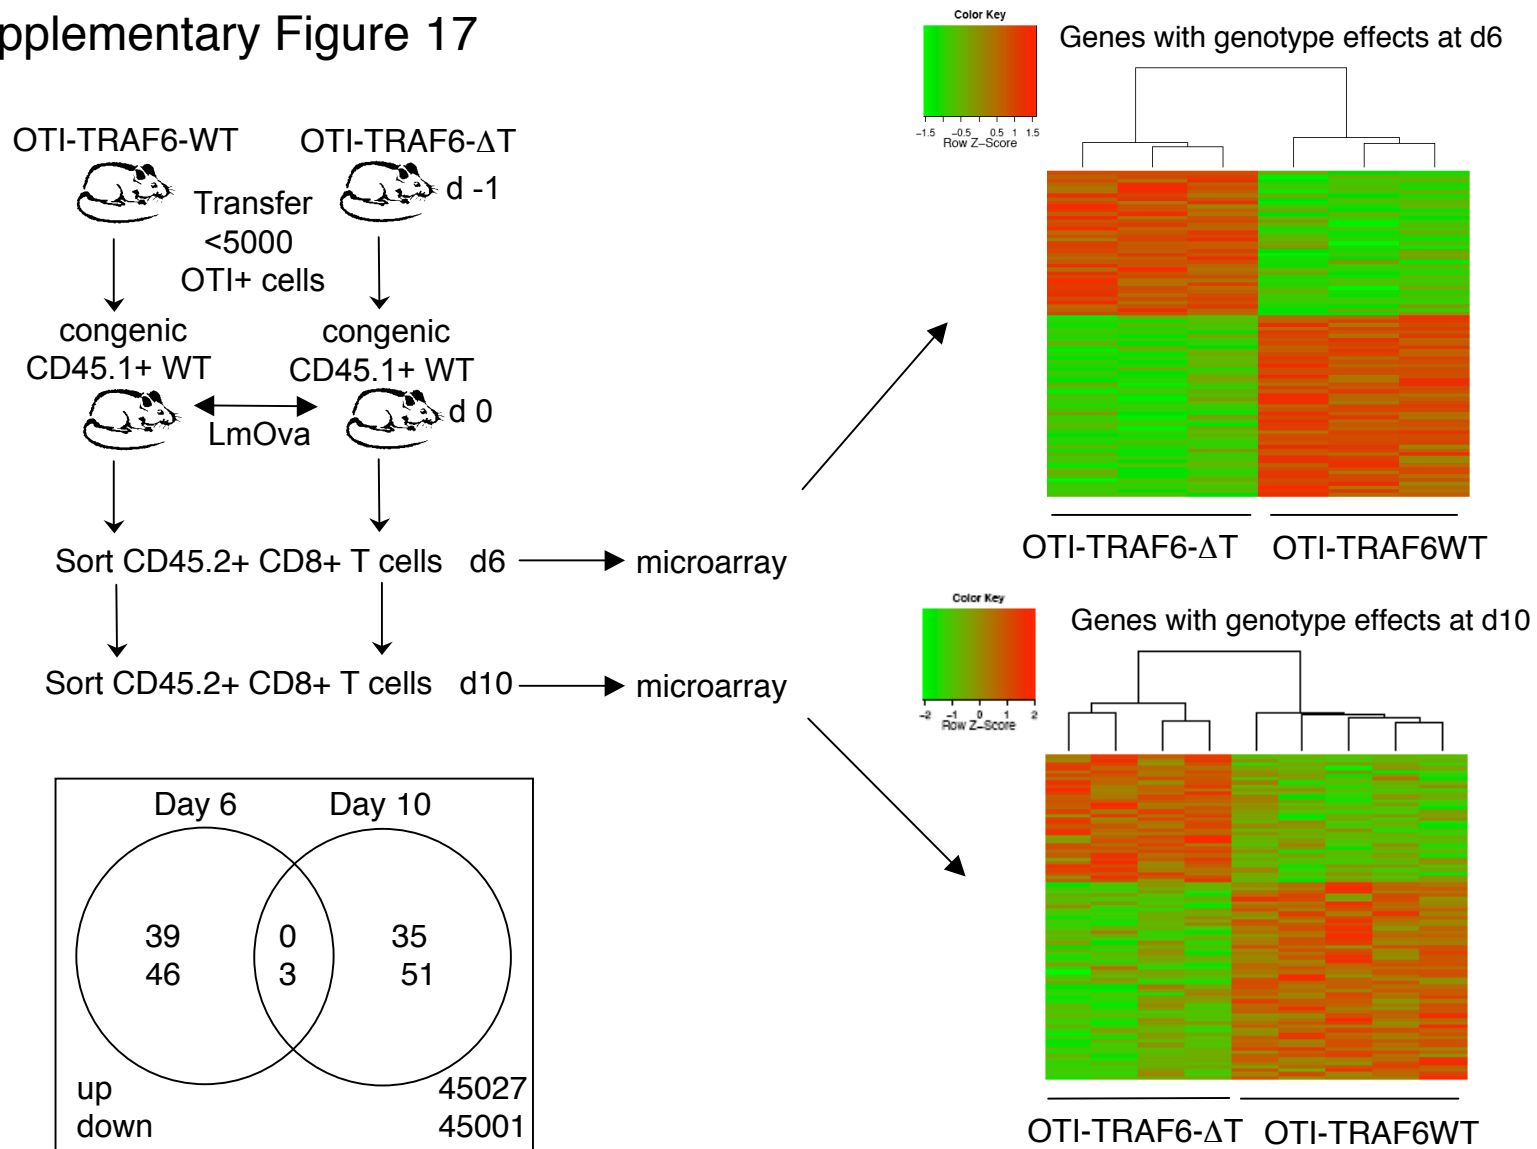 pplementary Figure 17
OTI-TRAF6-WT
OTI-TRAF6-ΔT
d -1
Transfer
<5000
OTI+ cells
congenic
CD45.1+ WT
congenic
CD45.1+ WT
d 0
LmOva
Sort CD45.2+ CD8+ T cells d6
microarray
Sort CD45.2+ CD8+ T cells d10
microarray
Day 6
Day 10
39
0
35
46
3
51
up
45027
down
45001
Color Key
-1.5 -0.5 0.5 1 1.5
Row Z-Score
Genes with genotype effects at d6
OTI-TRAF6-ΔT
OTI-TRAF6WT
Color Key
-2 -1 0 1 2
Row Z-Score
Genes with genotype effects at d10
OTI-TRAF6-ΔT
OTI-TRAF6WT